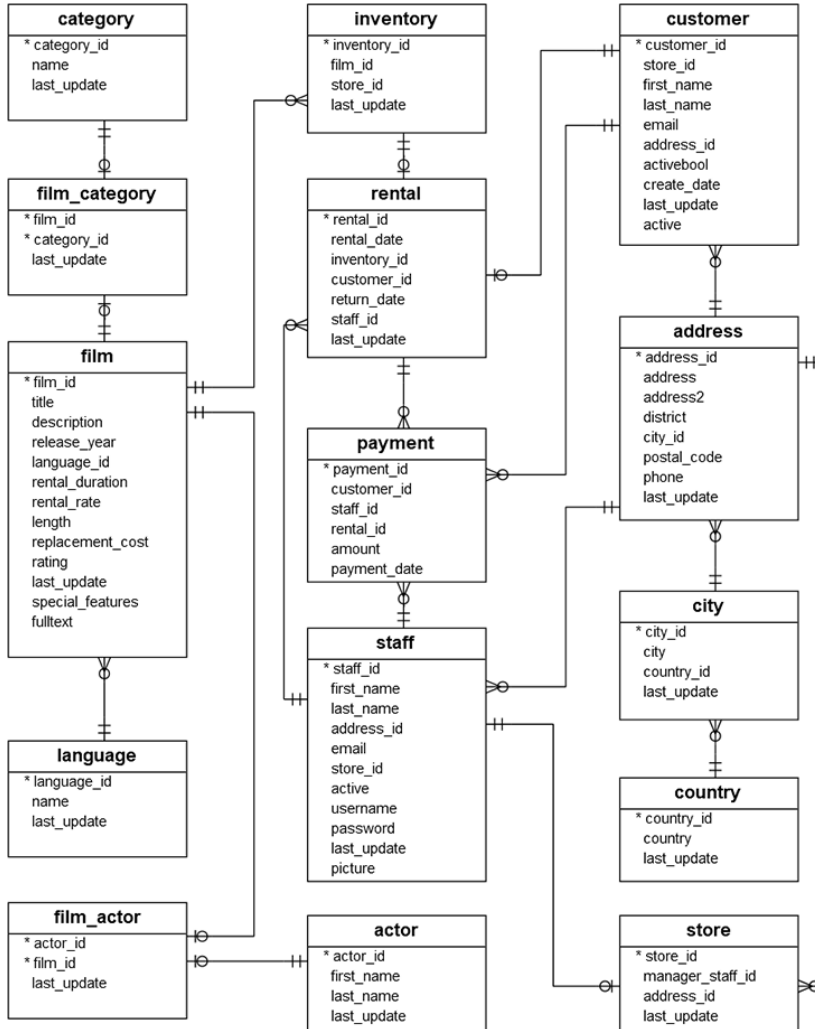 category
* category_id
name
last_update
film_category
* film_id
* category_id
last_update
film
* film_id
title
description
release_year
language_id
rental_duration
rental_rate
length
replacement_cost
rating
last_update
special_features
fulltext
language
* language_id
name
last_update
film_actor
* actor_id
* film_id
last_update
inventory
* inventory_id
film_id
store_id
last_update
rental
* rental_id
rental_date
inventory_id
customer_id
return_date
staff_id
last_update
payment
* payment_id
customer_id
staff_id
rental_id
amount
payment_date
staff
* staff_id
first_name
last_name
address_id
email
store_id
active
username
password
last_update
picture
actor
* actor_id
first_name
last_name
last_update
customer
* customer_id
store_id
first_name
last_name
email
address_id
activebool
create_date
last_update
active
address
* address_id
address
address2
district
city_id
postal_code
phone
last_update
city
* city_id
city
country_id
last_update
country
* country_id
country
last_update
store
* store_id
manager_staff_id
address_id
last_update